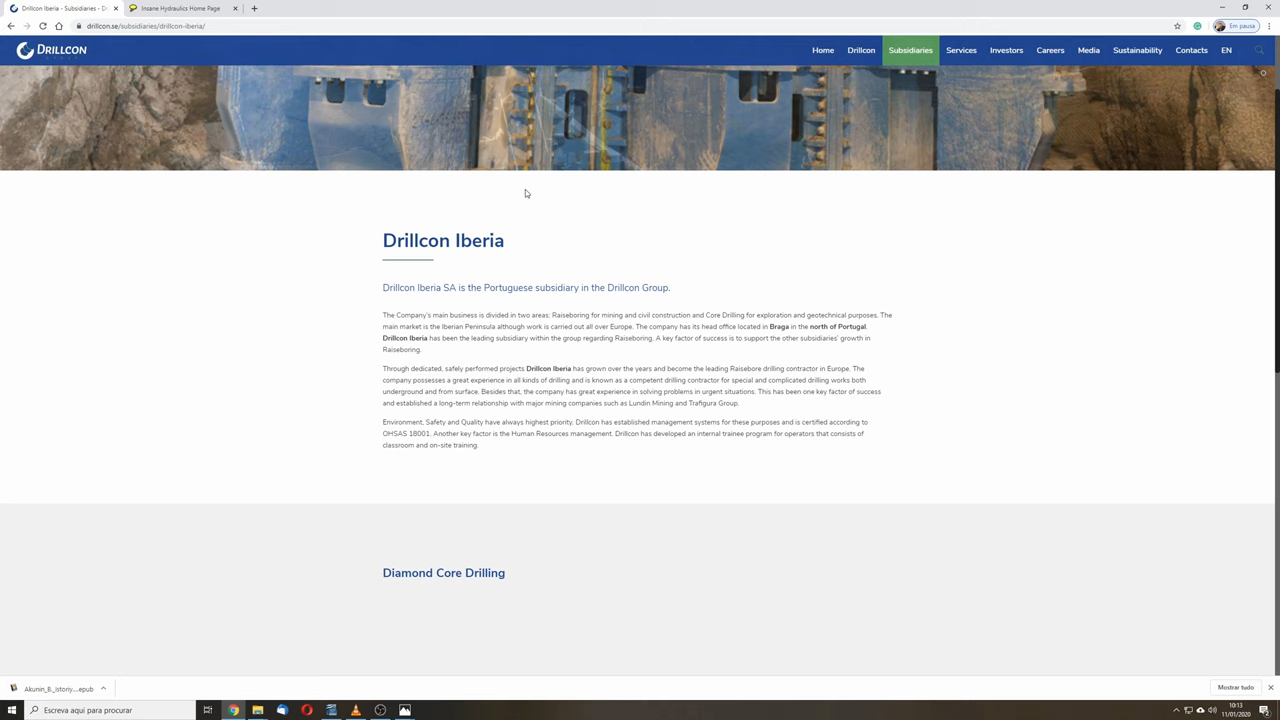 Drillcon Iberia - Subsidiaries - D
Insane Hydraulics Home Page
drillcon.se/subsidiaries/drillcon-iberia/
Em pausa
DRILLCON
GROUP
Home Drillcon Subsidiaries Services Investors Careers Media Sustainability Contacts EN
Drillcon Iberia
Drillcon Iberia SA is the Portuguese subsidiary in the Drillcon Group.
The Company's main business is divided in two areas: Raiseboring for mining and civil construction and Core Drilling for exploration and geotechnical purposes. The
main market is the Iberian Peninsula although work is carried out all over Europe. The company has its head office located in Braga in the north of Portugal.
Drillcon Iberia has been the leading subsidiary within the group regarding Raiseboring. A key factor of success is to support the other subsidiaries' growth in
Raiseboring.
Through dedicated, safely performed projects Drillcon Iberia has grown over the years and become the leading Raisebore drilling contractor in Europe. The
company possesses a great experience in all kinds of drilling and is known as a competent drilling contractor for special and complicated drilling works both
underground and from surface. Besides that, the company has great experience in solving problems in urgent situations. This has been one key factor of success
and established a long-term relationship with major mining companies such as Lundin Mining and Trafigura Group.
Environment, Safety and Quality have always highest priority. Drillcon has established management systems for these purposes and is certified according to
OHSAS 18001. Another key factor is the Human Resources management. Drillcon has developed an internal trainee program for operators that consists of
classroom and on-site training.
Diamond Core Drilling
Akunin_B._istoriy....epub
Mostrar tudo
Escreva aqui para procurar
10:13
11/01/2020